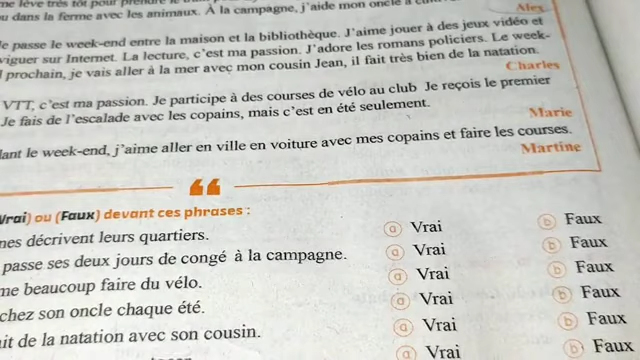 me lève très tôt pour prendre le
ou dans la ferme avec les animaux. À la campagne, j'aide mon oncle à
Alex
Je passe le week-end entre la maison et la bibliothèque. J'aime jouer à des jeux vidéo et
viguer sur Internet. La lecture, c'est ma passion. J'adore les romans policiers. Le week-
prochain, je vais aller à la mer avec mon cousin Jean, il fait très bien de la natation.
Charles
VTT, c'est ma passion. Je participe à des courses de vélo au club Je reçois le premier
Je fais de l'escalade avec les copains, mais c'est en été seulement.
Marie
dant le week-end, j'aime aller en ville en voiture avec mes copains et faire les courses.
Martine
Vrai) ou (Faux) devant ces phrases :
nes décrivent leurs quartiers. a Vrai b Faux
passe ses deux jours de congé à la campagne. a Vrai b Faux
me beaucoup faire du vélo. a Vrai b Faux
chez son oncle chaque été. a Vrai b Faux
it de la natation avec son cousin. a Vrai b Faux
a Vrai b Faux